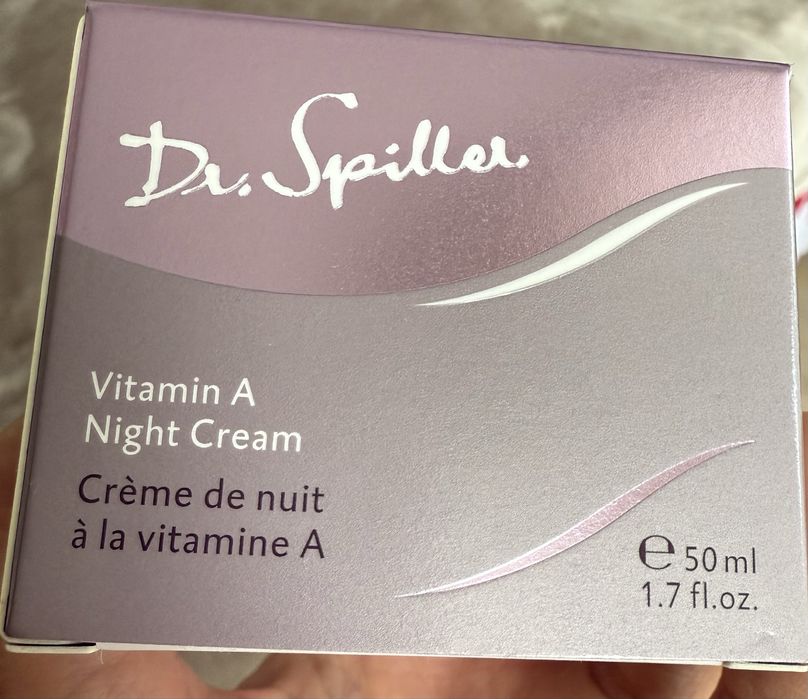 Dr. Spiller.
Vitamin A
Night Cream
Crème de nuit
à la vitamine A
℮ 50 ml
1.7 fl.oz.